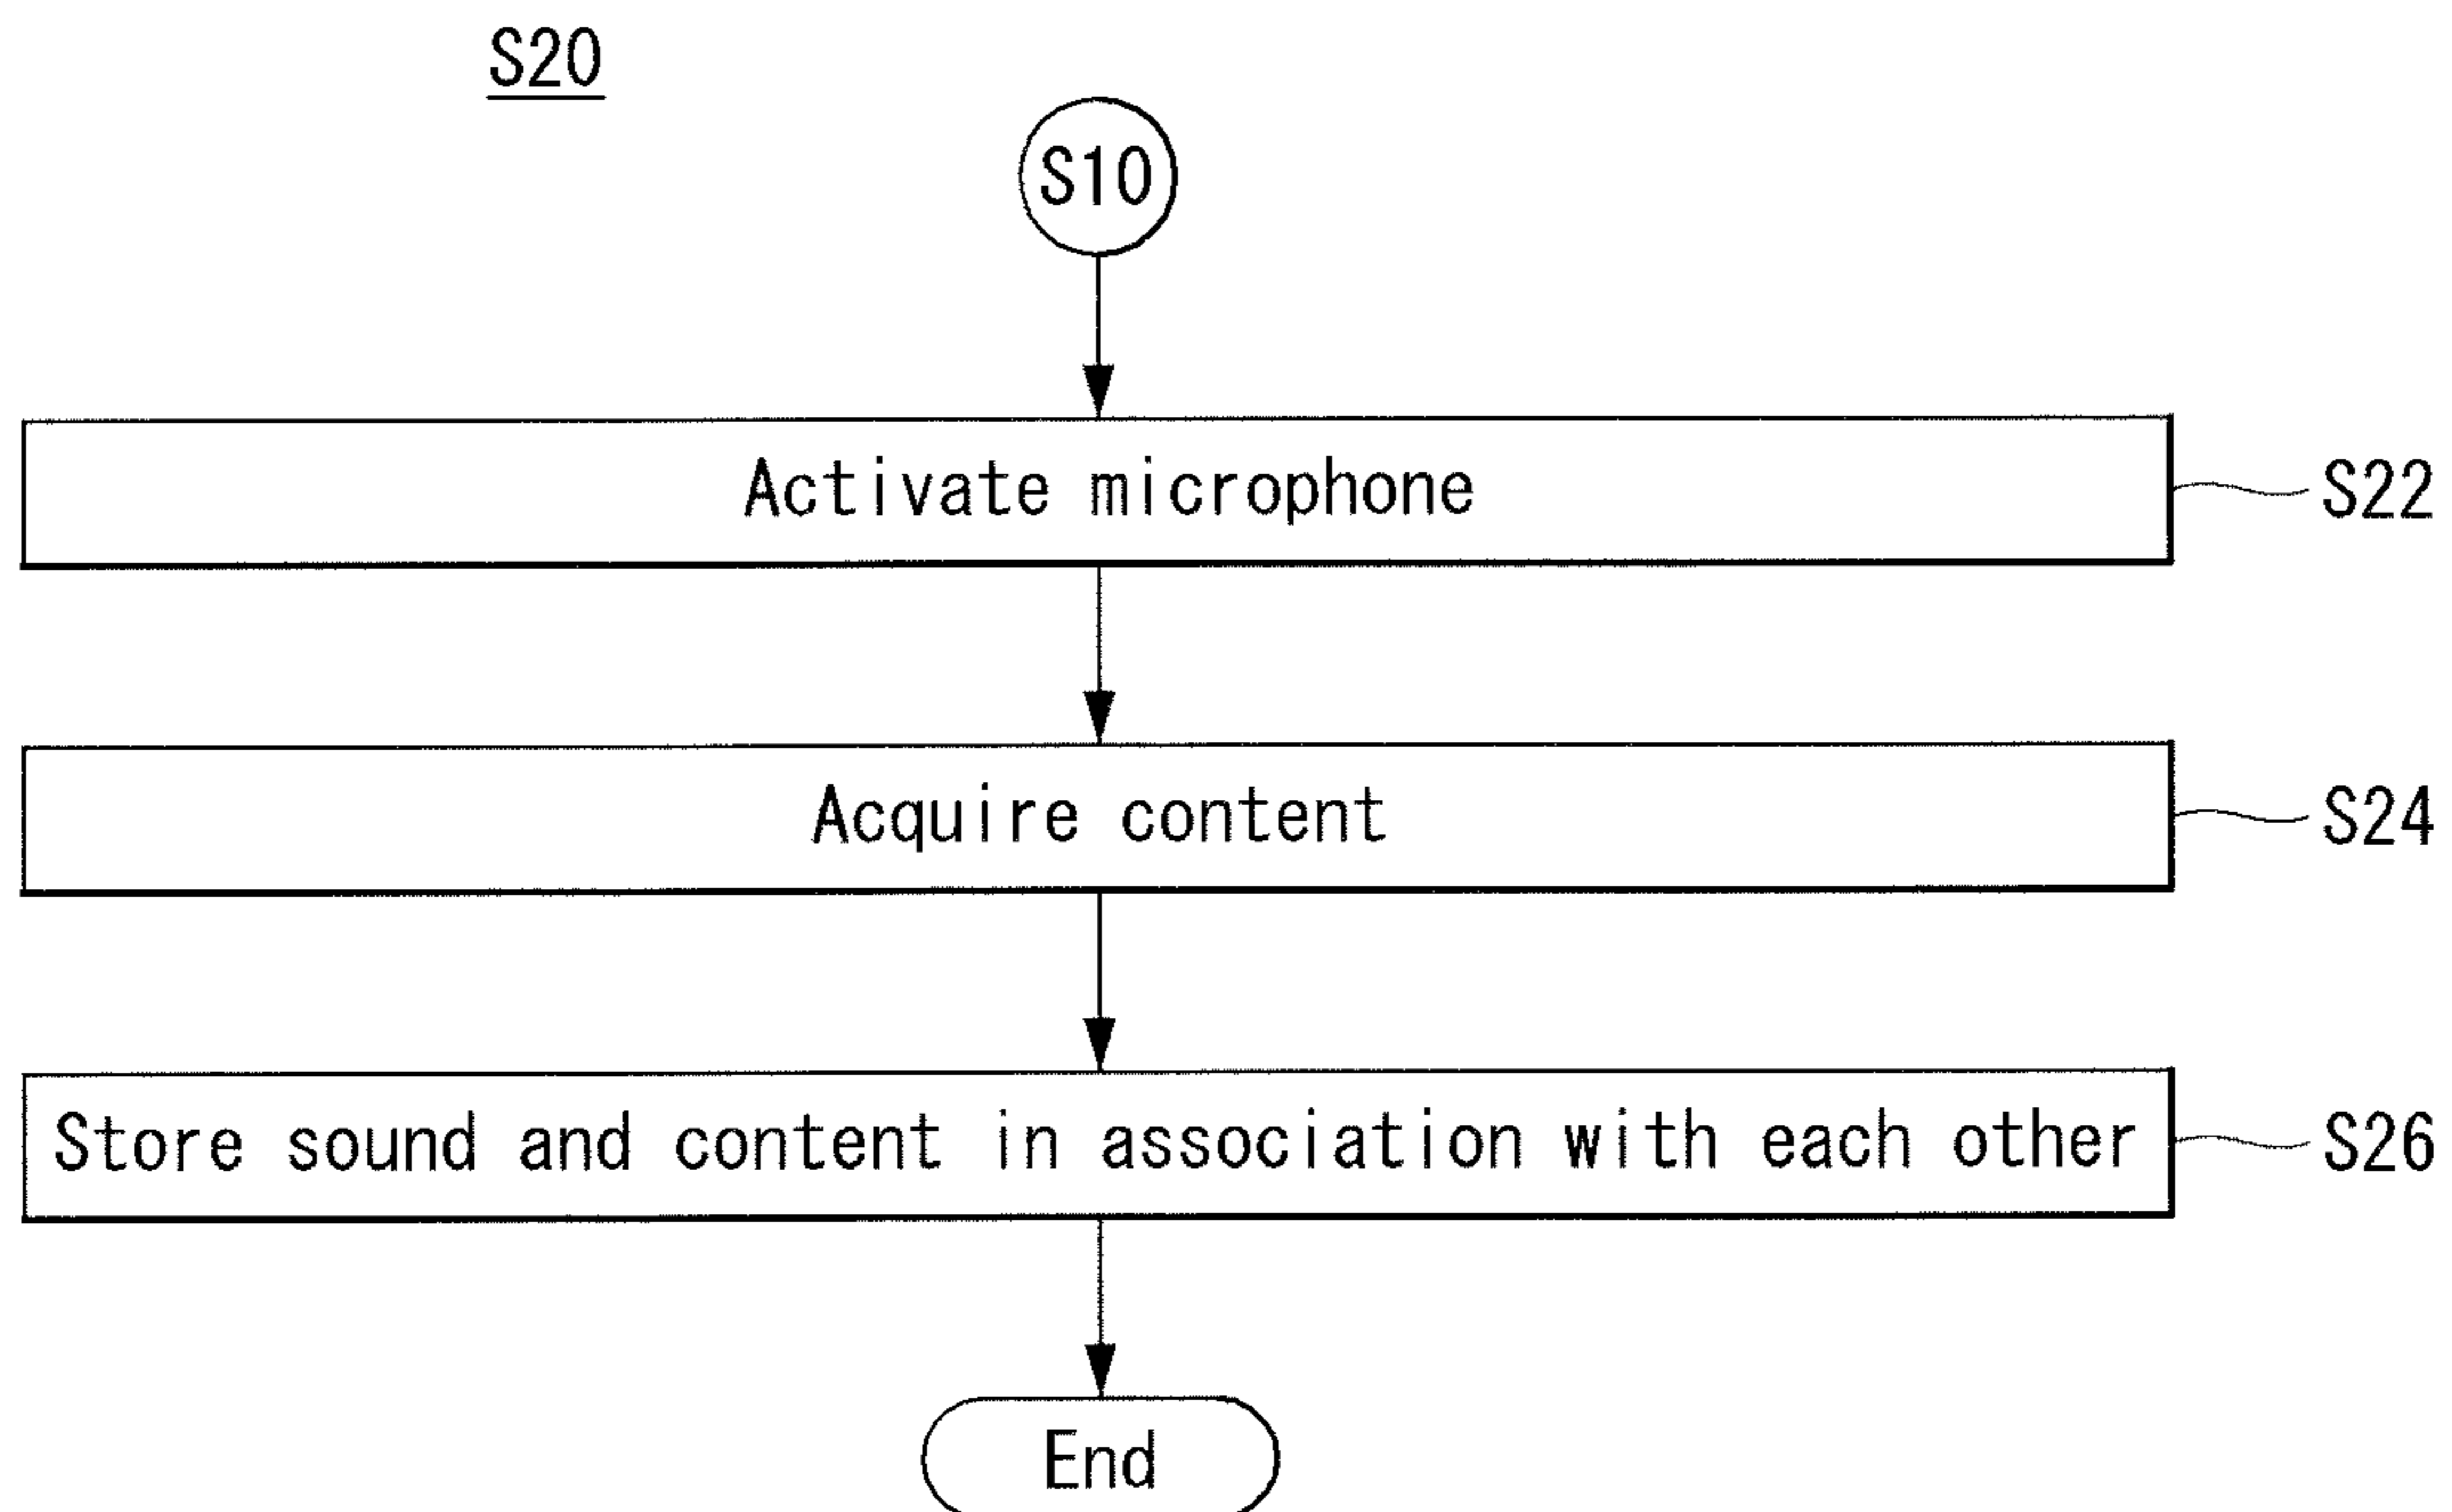 S20
S10
Activate microphone
S22
Acquire content
S24
Store sound and content in association with each other
S26
End